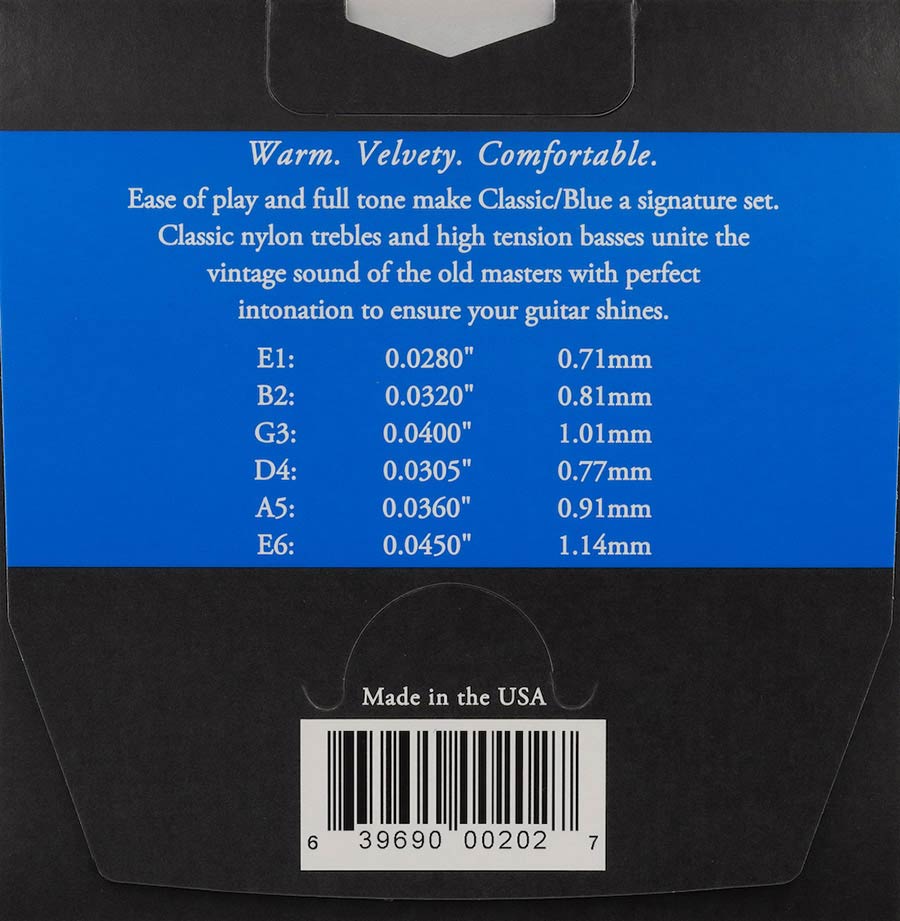 Warm. Velvety. Comfortable.
Ease of play and full tone make Classic/Blue a signature set.
Classic nylon trebles and high tension basses unite the
vintage sound of the old masters with perfect
intonation to ensure your guitar shines.
E1: 0.0280" 0.71mm
B2: 0.0320" 0.81mm
G3: 0.0400" 1.01mm
D4: 0.0305" 0.77mm
A5: 0.0360" 0.91mm
E6: 0.0450" 1.14mm
Made in the USA
6 39690 00202 7